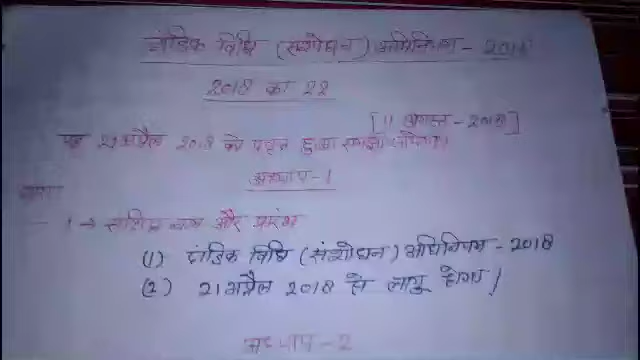 दांडिक विधि (संशोधन) अधिनियम - 2018
2018 का 22
[11 अगस्त - 2018]
यह 21 अप्रैल 2018 को प्रवृत्त हुआ समझा जायेगा।
अध्याय - 1
धारा
1 → संक्षिप्त नाम और प्रारंभ
(1) दांडिक विधि (संशोधन) अधिनियम - 2018
(2) 21 अप्रैल 2018 से लागू होगा।
अध्याय - 2